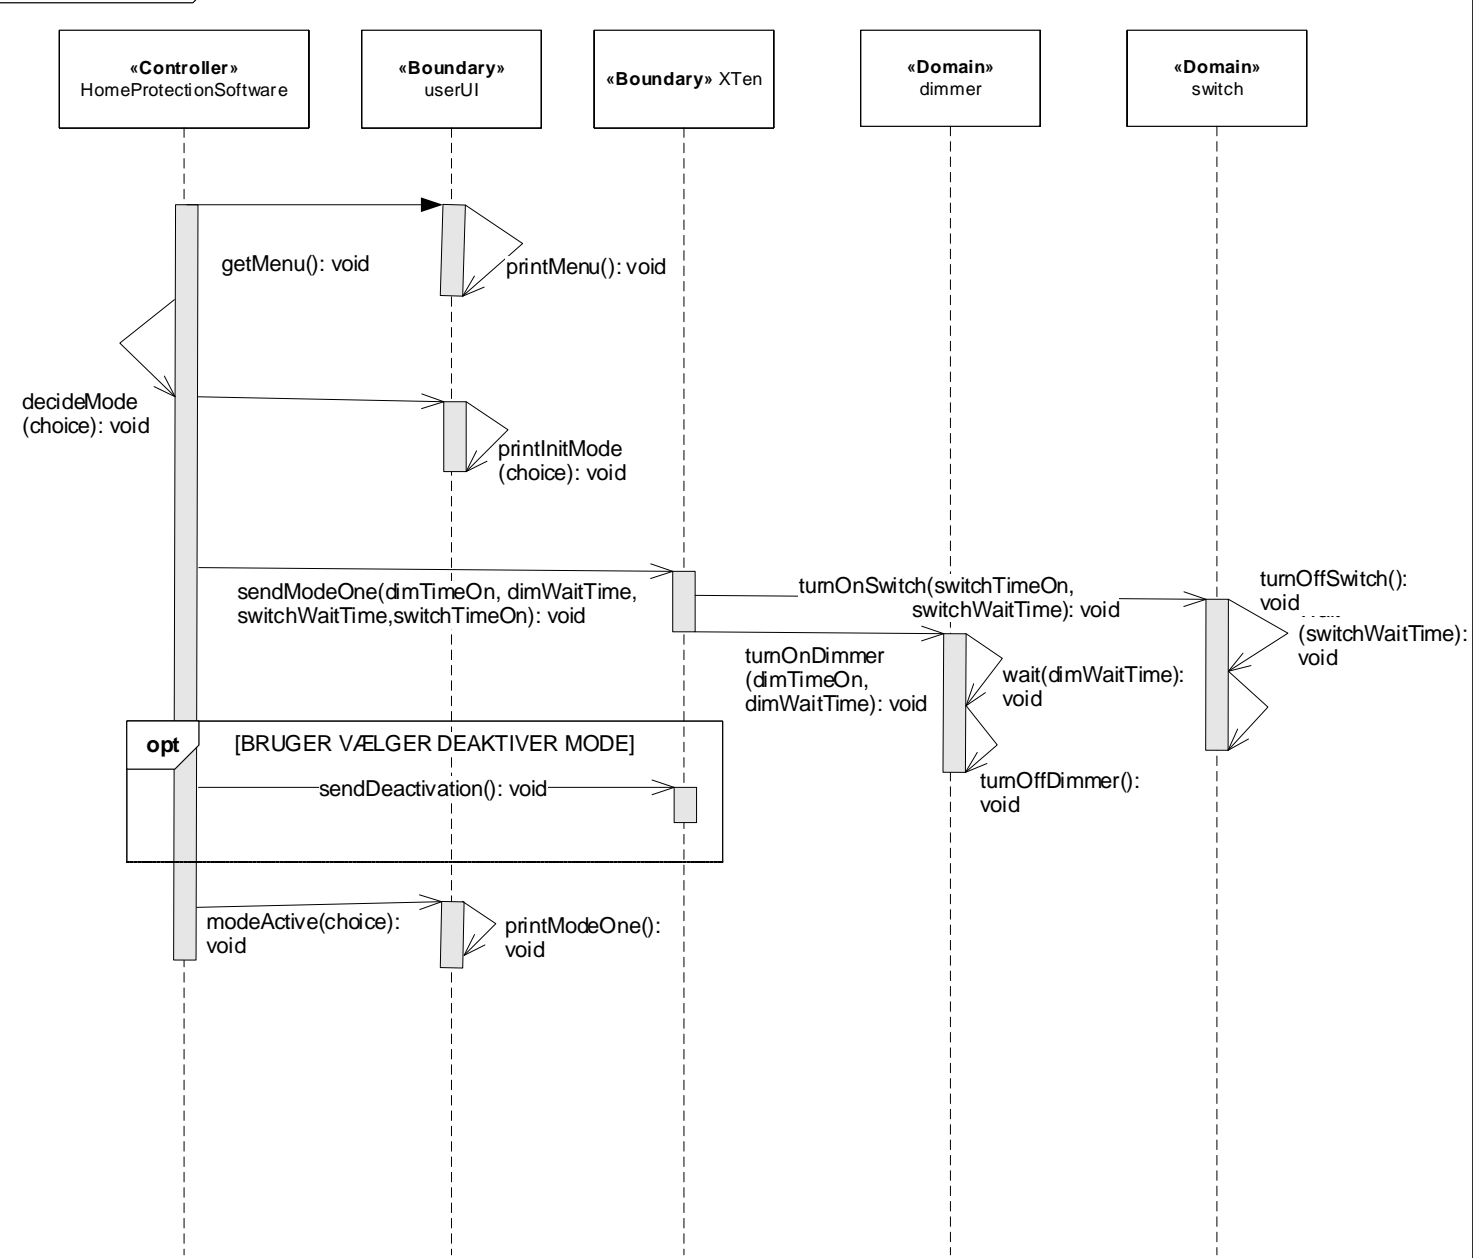 «Controller»
HomeProtectionSoftware
«Boundary»
userUI
«Boundary» XTen
«Domain»
dimmer
«Domain»
switch
getMenu(): void
printMenu(): void
decideMode
(choice): void
printInitMode
(choice): void
sendModeOne(dimTimeOn, dimWaitTime,
switchWaitTime,switchTimeOn): void
turnOnSwitch(switchTimeOn,
switchWaitTime): void
turnOffSwitch():
void
(switchWaitTime):
void
turnOnDimmer
(dimTimeOn,
dimWaitTime): void
wait(dimWaitTime):
void
opt
[BRUGER VÆLGER DEAKTIVER MODE]
sendDeactivation(): void
turnOffDimmer():
void
modeActive(choice):
void
printModeOne():
void